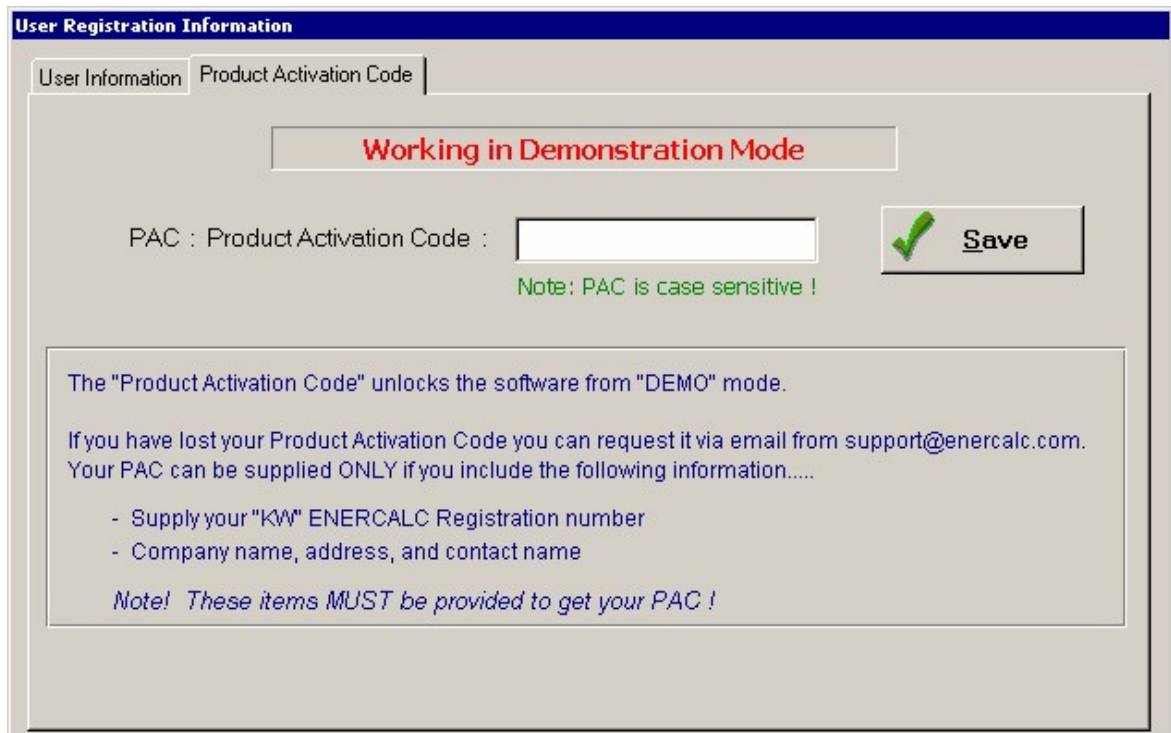 User Registration Information
User Information
Product Activation Code
Working in Demonstration Mode
PAC : Product Activation Code :
Save
Note: PAC is case sensitive !
The "Product Activation Code" unlocks the software from "DEMO" mode.
If you have lost your Product Activation Code you can request it via email from support@enercalc.com.
Your PAC can be supplied ONLY if you include the following information.....
- Supply your "KW" ENERCALC Registration number
- Company name, address, and contact name
Note! These items MUST be provided to get your PAC !